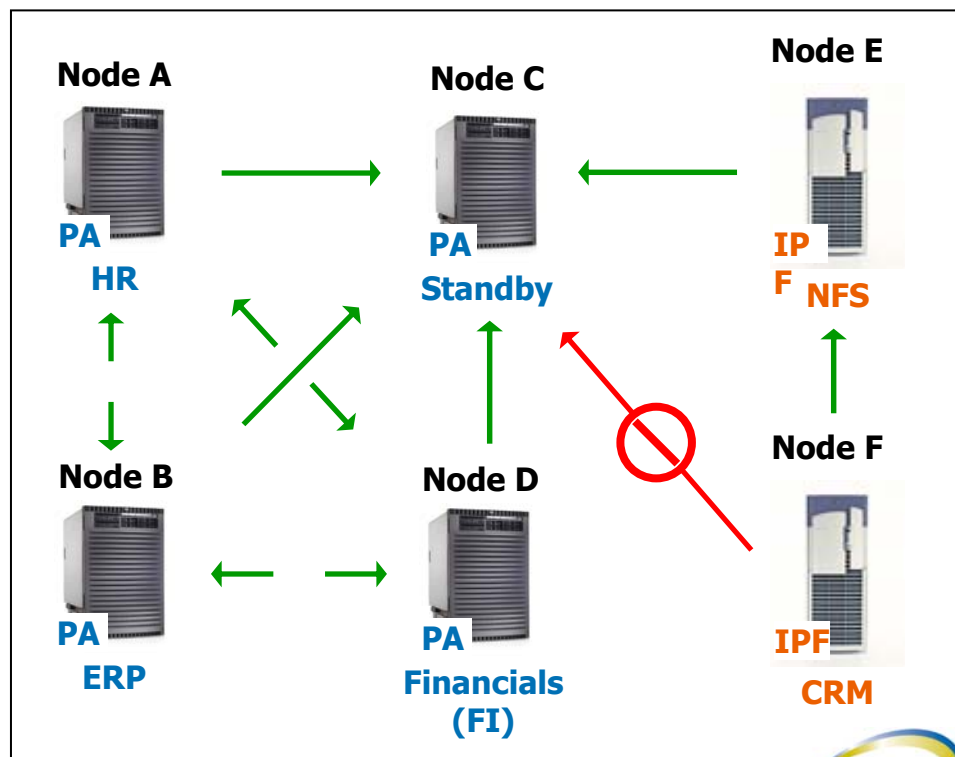 Node A
PA
HR
Node C
PA
Standby
Node E
IP
F
NFS
Node B
PA
ERP
Node D
PA
Financials
(FI)
Node F
IPF
CRM